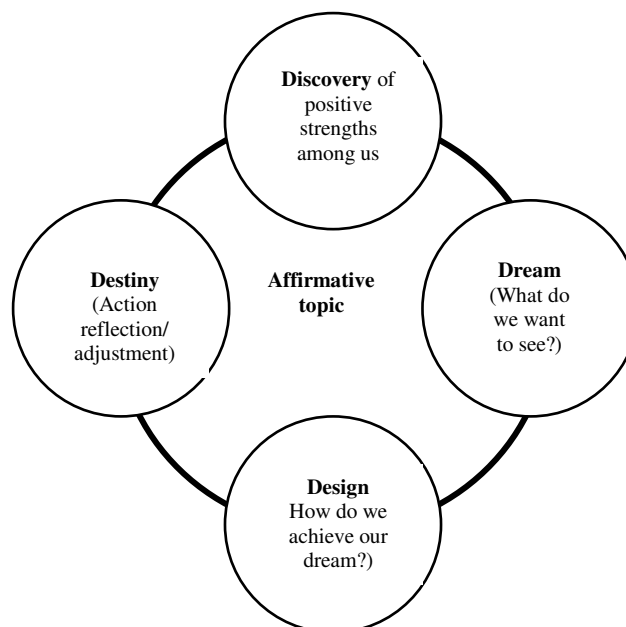 Discovery of
positive
strengths
among us
Destiny
(Action
reflection/
adjustment)
Affirmative
topic
Dream
(What do
we want
to see?)
Design
How do we
achieve our
dream?)